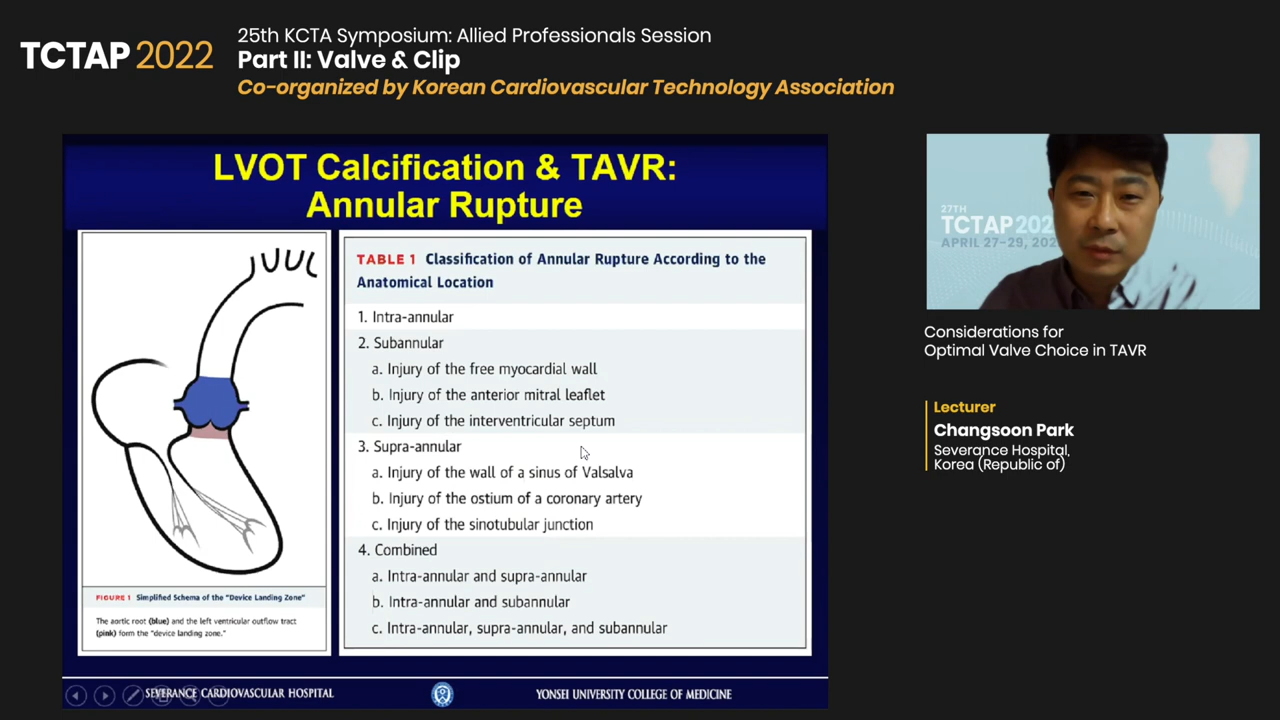 TCTAP 2022
25th KCTA Symposium: Allied Professionals Session
Part II: Valve & Clip
Co-organized by Korean Cardiovascular Technology Association
LVOT Calcification & TAVR:
Annular Rupture
FIGURE 1 Simplified Schema of the "Device Landing Zone"
The aortic root (blue) and the left ventricular outflow tract
(pink) form the "device landing zone."
TABLE 1 Classification of Annular Rupture According to the
Anatomical Location
1. Intra-annular
2. Subannular
a. Injury of the free myocardial wall
b. Injury of the anterior mitral leaflet
c. Injury of the interventricular septum
3. Supra-annular
a. Injury of the wall of a sinus of Valsalva
b. Injury of the ostium of a coronary artery
c. Injury of the sinotubular junction
4. Combined
a. Intra-annular and supra-annular
b. Intra-annular and subannular
c. Intra-annular, supra-annular, and subannular
SEVERANCE CARDIOVASCULAR HOSPITAL
YONSEI UNIVERSITY COLLEGE OF MEDICINE
27TH
TCTAP 202
APRIL 27-29, 202
Considerations for
Optimal Valve Choice in TAVR
Lecturer
Changsoon Park
Severance Hospital,
Korea (Republic of)